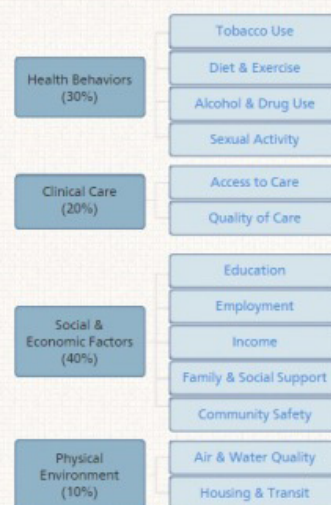 Health Behaviors
(30%)
Tobacco Use
Diet & Exercise
Alcohol & Drug Use
Sexual Activity
Clinical Care
(20%)
Access to Care
Quality of Care
Social &
Economic Factors
(40%)
Education
Employment
Income
Family & Social Support
Community Safety
Physical
Environment
(10%)
Air & Water Quality
Housing & Transit